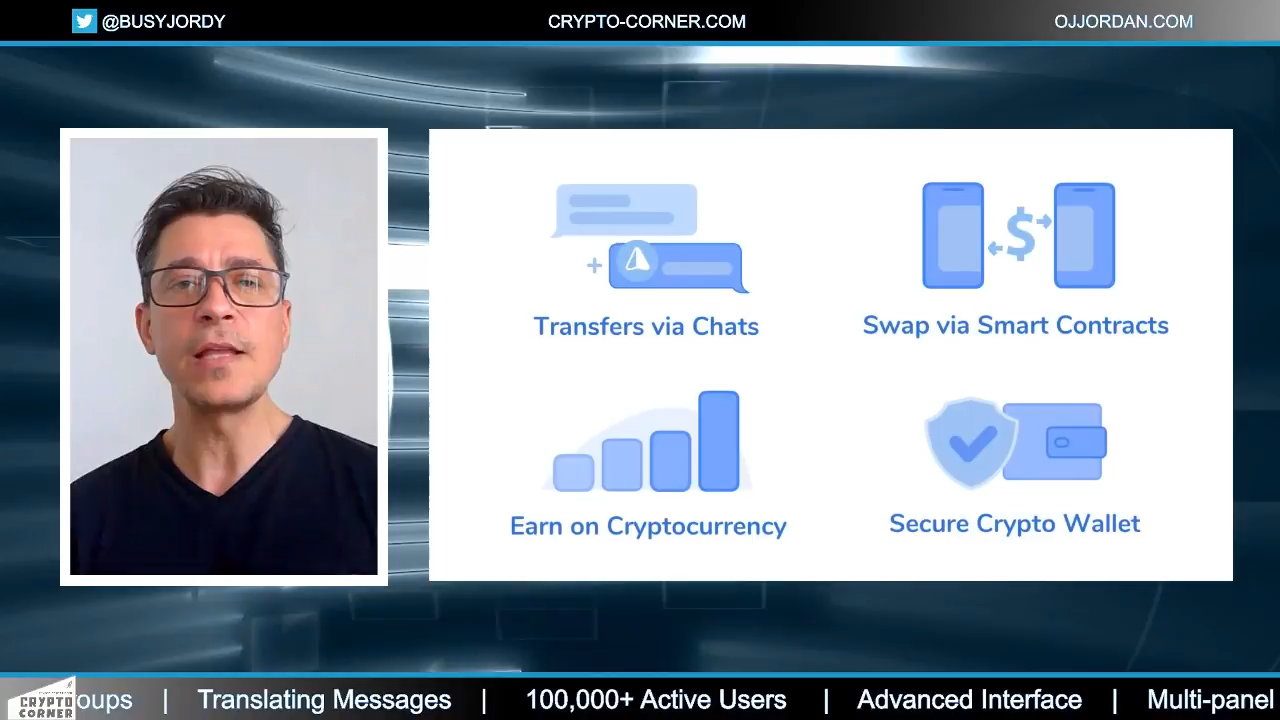 @BUSYJORDY
CRYPTO-CORNER.COM
OJJORDAN.COM
Transfers via Chats
Swap via Smart Contracts
Earn on Cryptocurrency
Secure Crypto Wallet
CRYPTO
CORNER
oups | Translating Messages | 100,000+ Active Users | Advanced Interface | Multi-panel